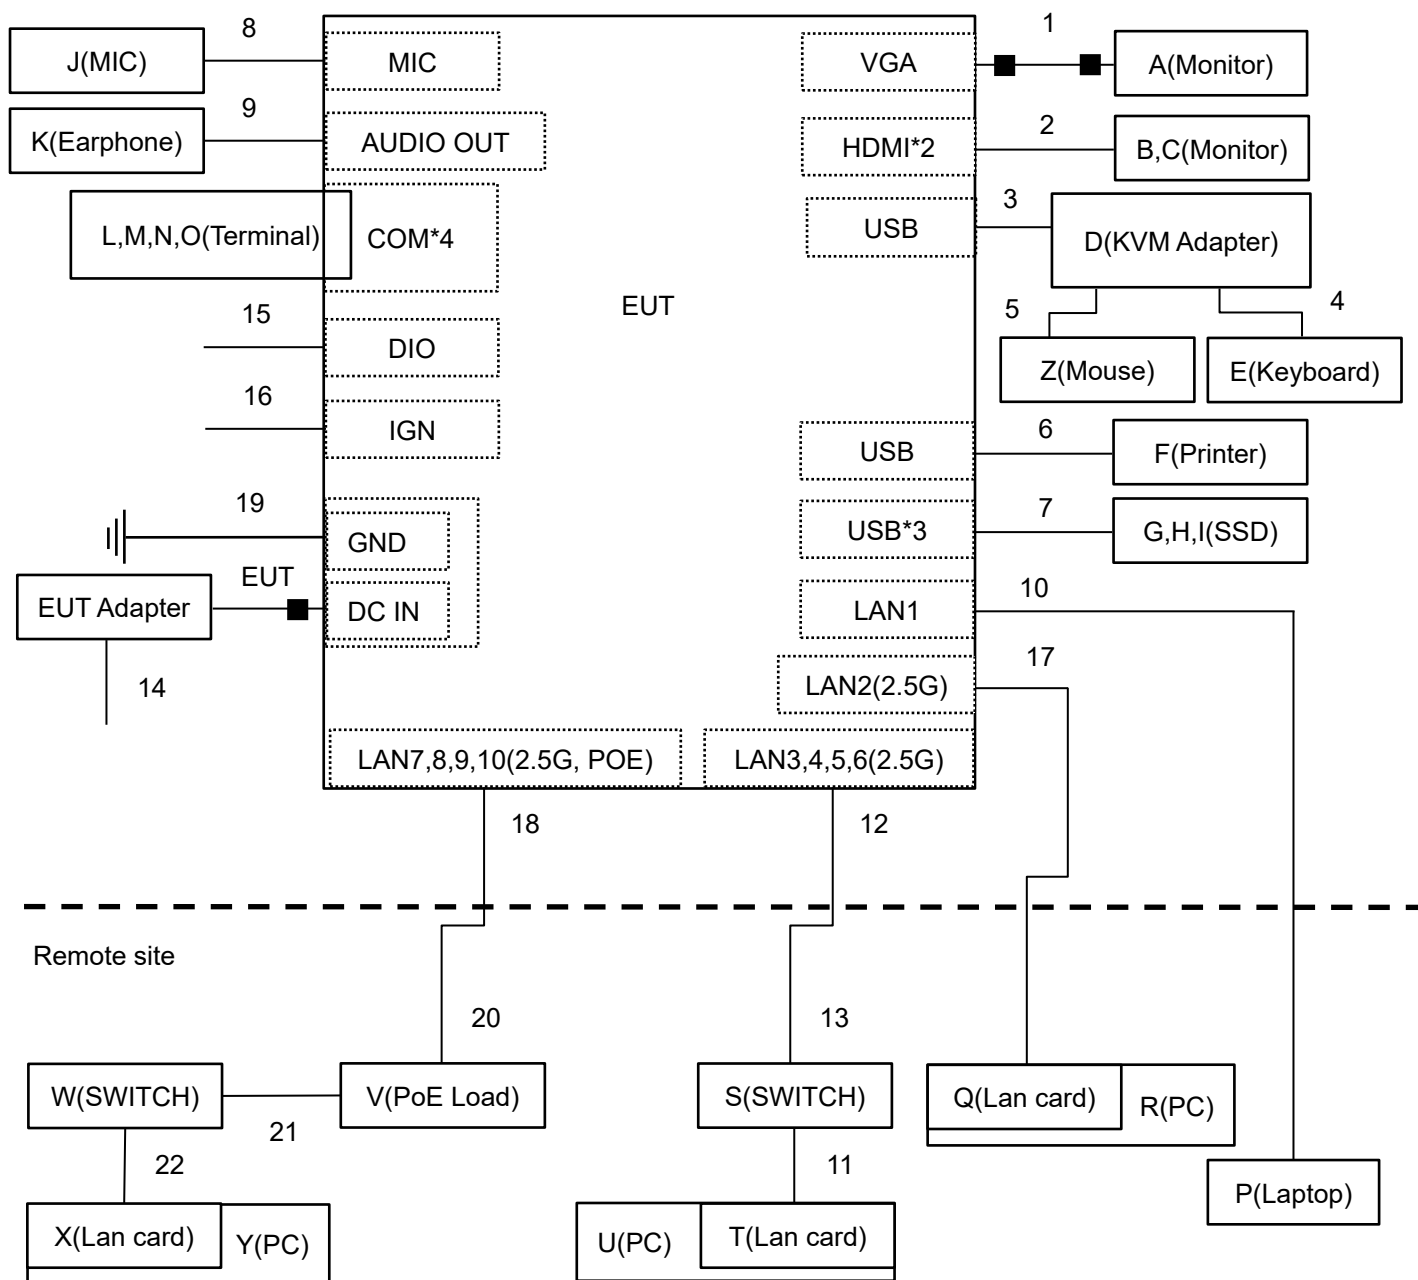 8
1
J(MIC)
MIC
VGA
A(Monitor)
9
2
K(Earphone)
AUDIO OUT
HDMI*2
B,C(Monitor)
3
L,M,N,O(Terminal)
COM*4
USB
D(KVM Adapter)
EUT
15
5
4
DIO
Z(Mouse)
E(Keyboard)
16
IGN
6
USB
F(Printer)
19
7
GND
USB*3
G,H,I(SSD)
EUT
10
EUT Adapter
DC IN
LAN1
17
14
LAN2(2.5G)
LAN7,8,9,10(2.5G, POE)
LAN3,4,5,6(2.5G)
18
12
Remote site
20
13
W(SWITCH)
V(PoE Load)
S(SWITCH)
Q(Lan card)
R(PC)
21
22
11
P(Laptop)
X(Lan card)
Y(PC)
U(PC)
T(Lan card)